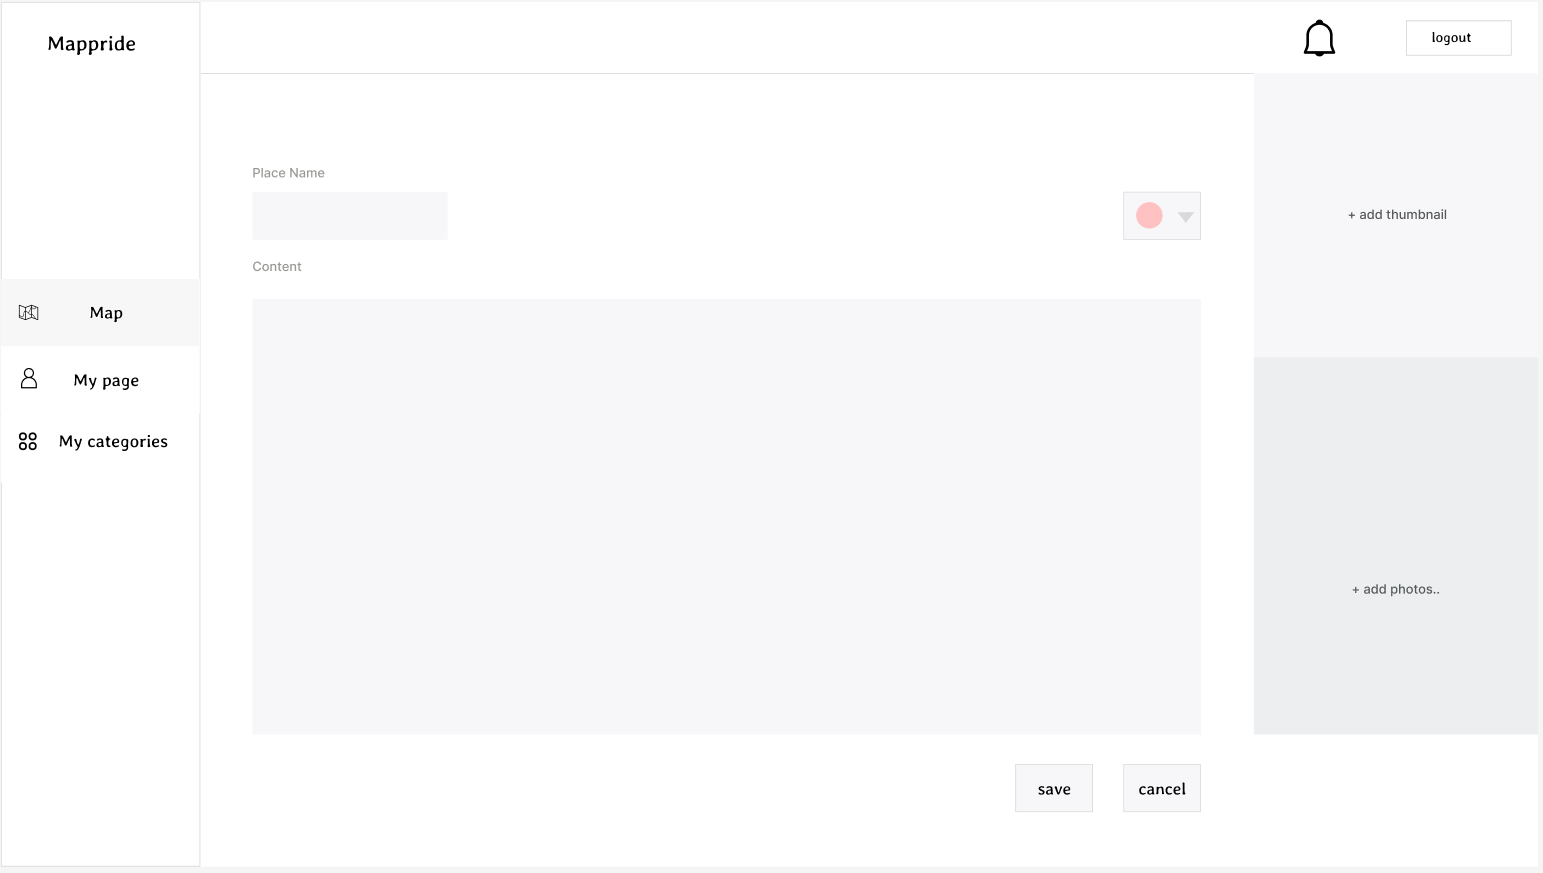 Mappride
logout
Place Name
+ add thumbnail
Content
Map
My page
My categories
+ add photos..
save
cancel